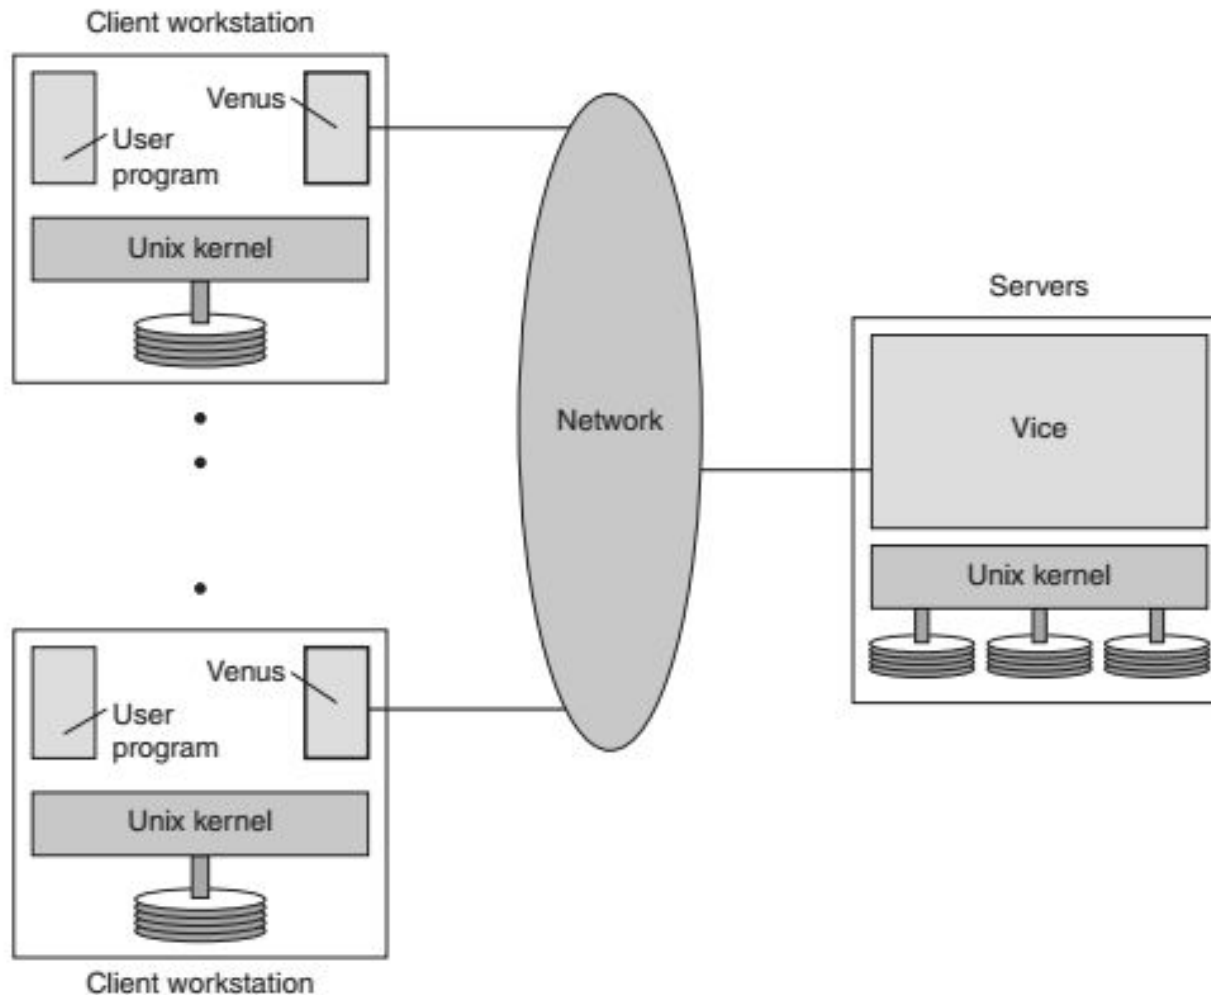 Client workstation
Venus
User
program
Unix kernel
Servers
Network
Vice
Unix kernel
Venus
User
program
Unix kernel
Client workstation